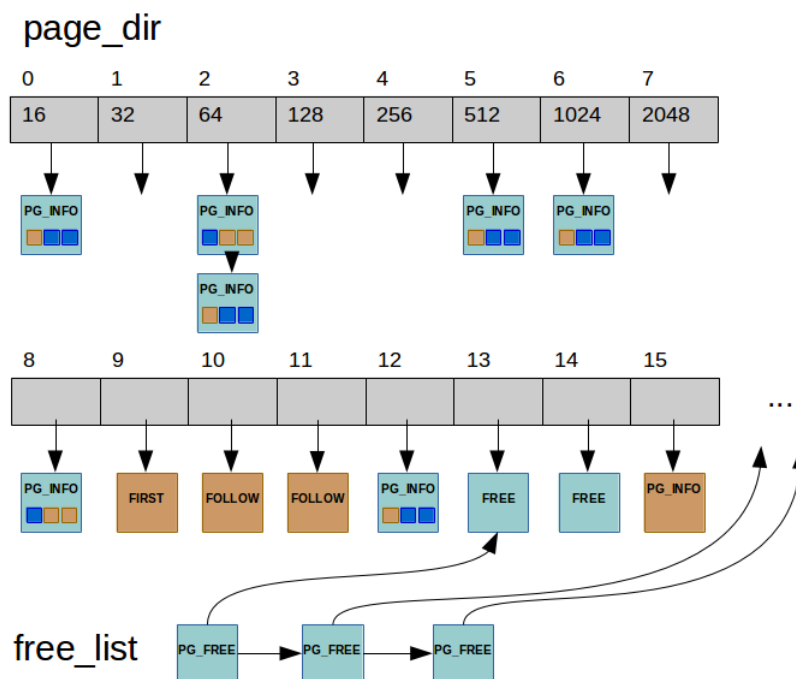 page_dir
0 1 2 3 4 5 6 7
16 32 64 128 256 512 1024 2048
PG_INFO PG_INFO PG_INFO PG_INFO
PG_INFO
8 9 10 11 12 13 14 15
...
PG_INFO FIRST FOLLOW FOLLOW PG_INFO FREE FREE PG_INFO
free_list PG_FREE PG_FREE PG_FREE